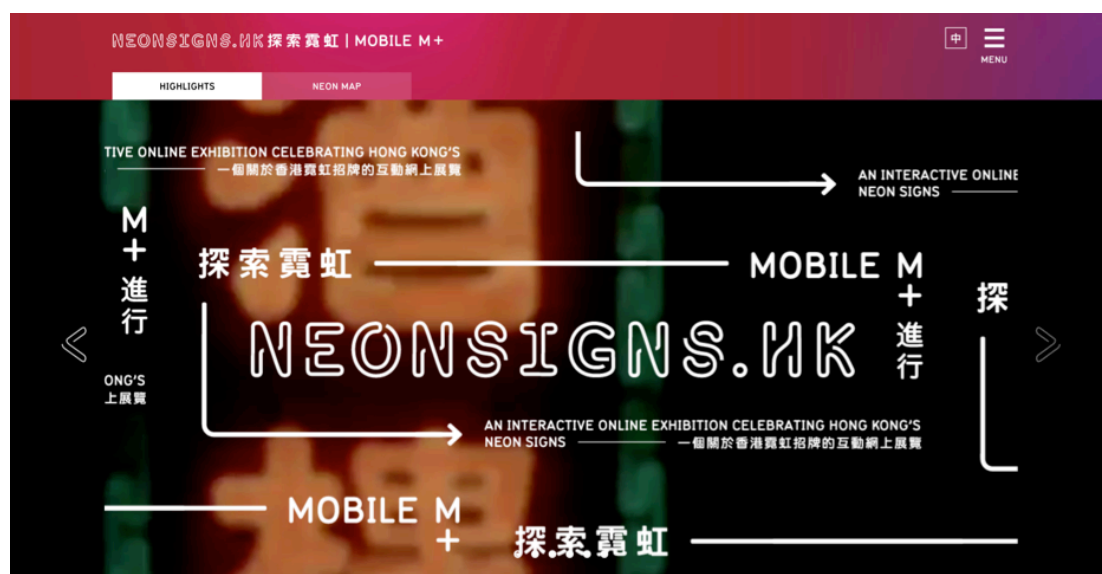 NEONSIGNS.HK探索霓虹 | MOBILE M+
中
MENU
HIGHLIGHTS
NEON MAP
TIVE ONLINE EXHIBITION CELEBRATING HONG KONG'S
一個關於香港霓虹招牌的互動網上展覽
AN INTERACTIVE ONLINE
NEON SIGNS
M+ 進行
探索霓虹
MOBILE M+ 進行
探
NEONSIGNS.HK
ONG'S
上展覽
AN INTERACTIVE ONLINE EXHIBITION CELEBRATING HONG KONG'S
NEON SIGNS 一個關於香港霓虹招牌的互動網上展覽
MOBILE M+
探索霓虹